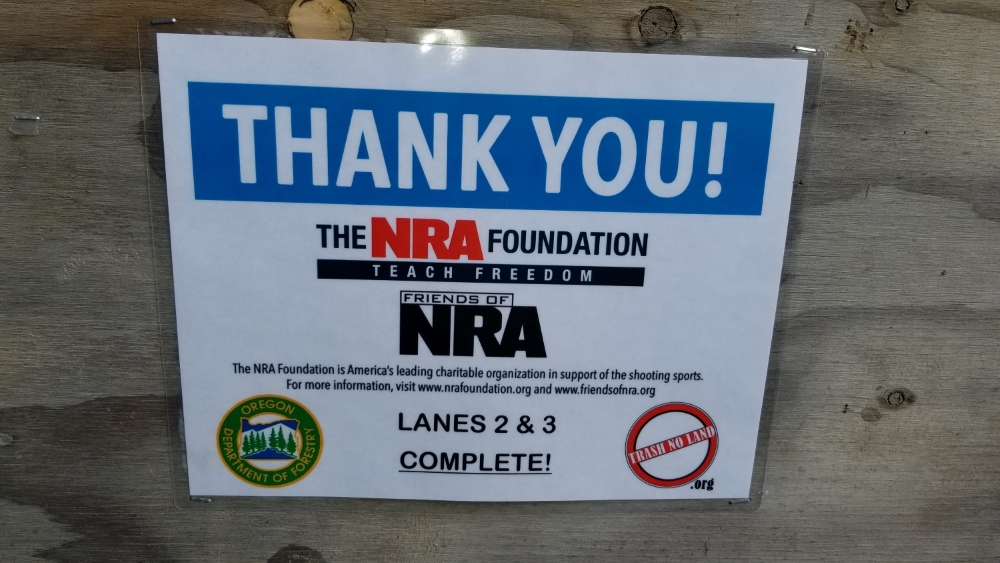 THANK YOU!
THE NRA FOUNDATION
TEACH FREEDOM
FRIENDS OF
NRA
The NRA Foundation is America's leading charitable organization in support of the shooting sports.
For more information, visit www.nrafoundation.org and www.friendsofnra.org
OREGON
DEPARTMENT OF FORESTRY
LANES 2 & 3
COMPLETE!
TRASH NO LAND
.org